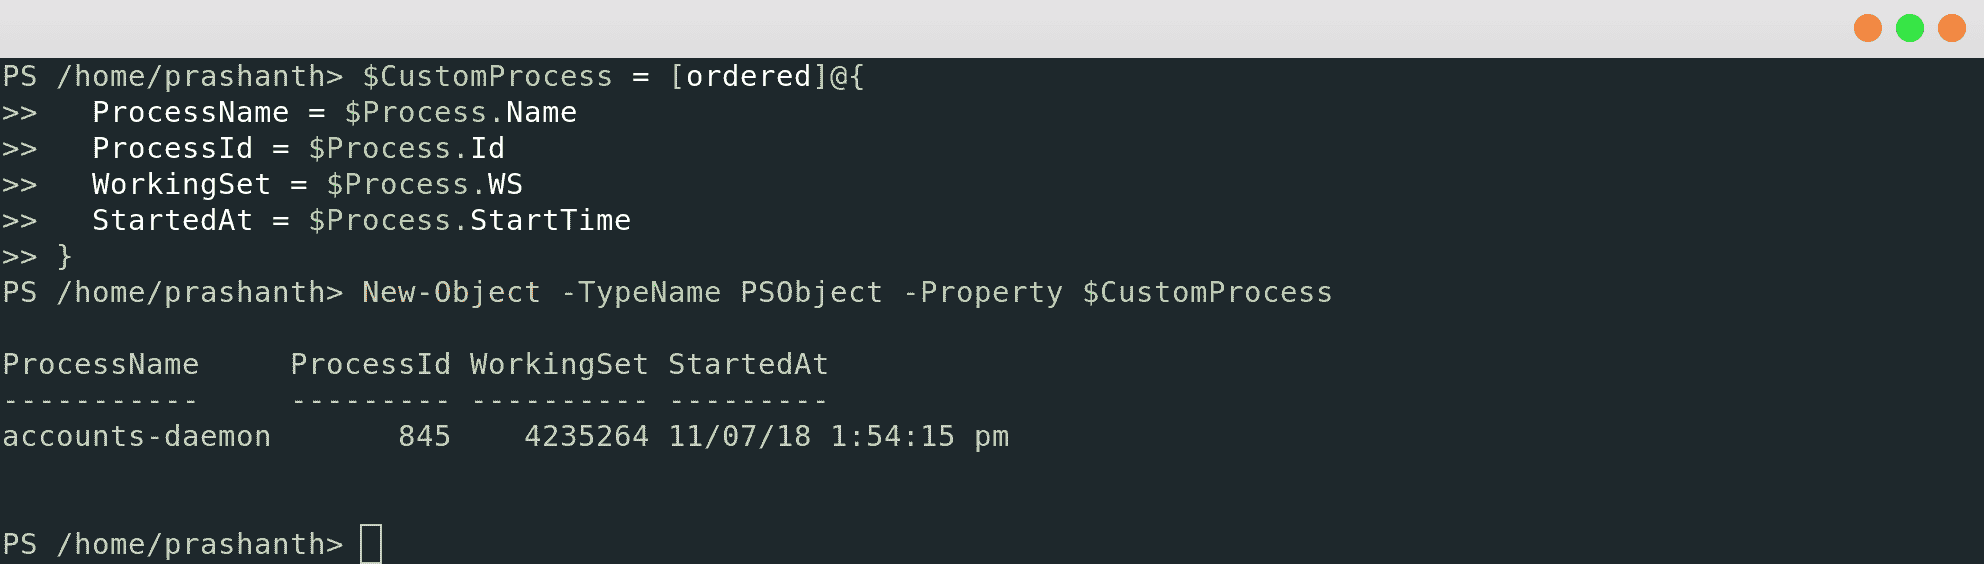 PS /home/prashanth> $CustomProcess = [ordered]@{
>>   ProcessName = $Process.Name
>>   ProcessId = $Process.Id
>>   WorkingSet = $Process.WS
>>   StartedAt = $Process.StartTime
>> }
PS /home/prashanth> New-Object -TypeName PSObject -Property $CustomProcess
ProcessName     ProcessId WorkingSet StartedAt
-----------     --------- ---------- ---------
accounts-daemon       845    4235264 11/07/18 1:54:15 pm
PS /home/prashanth>